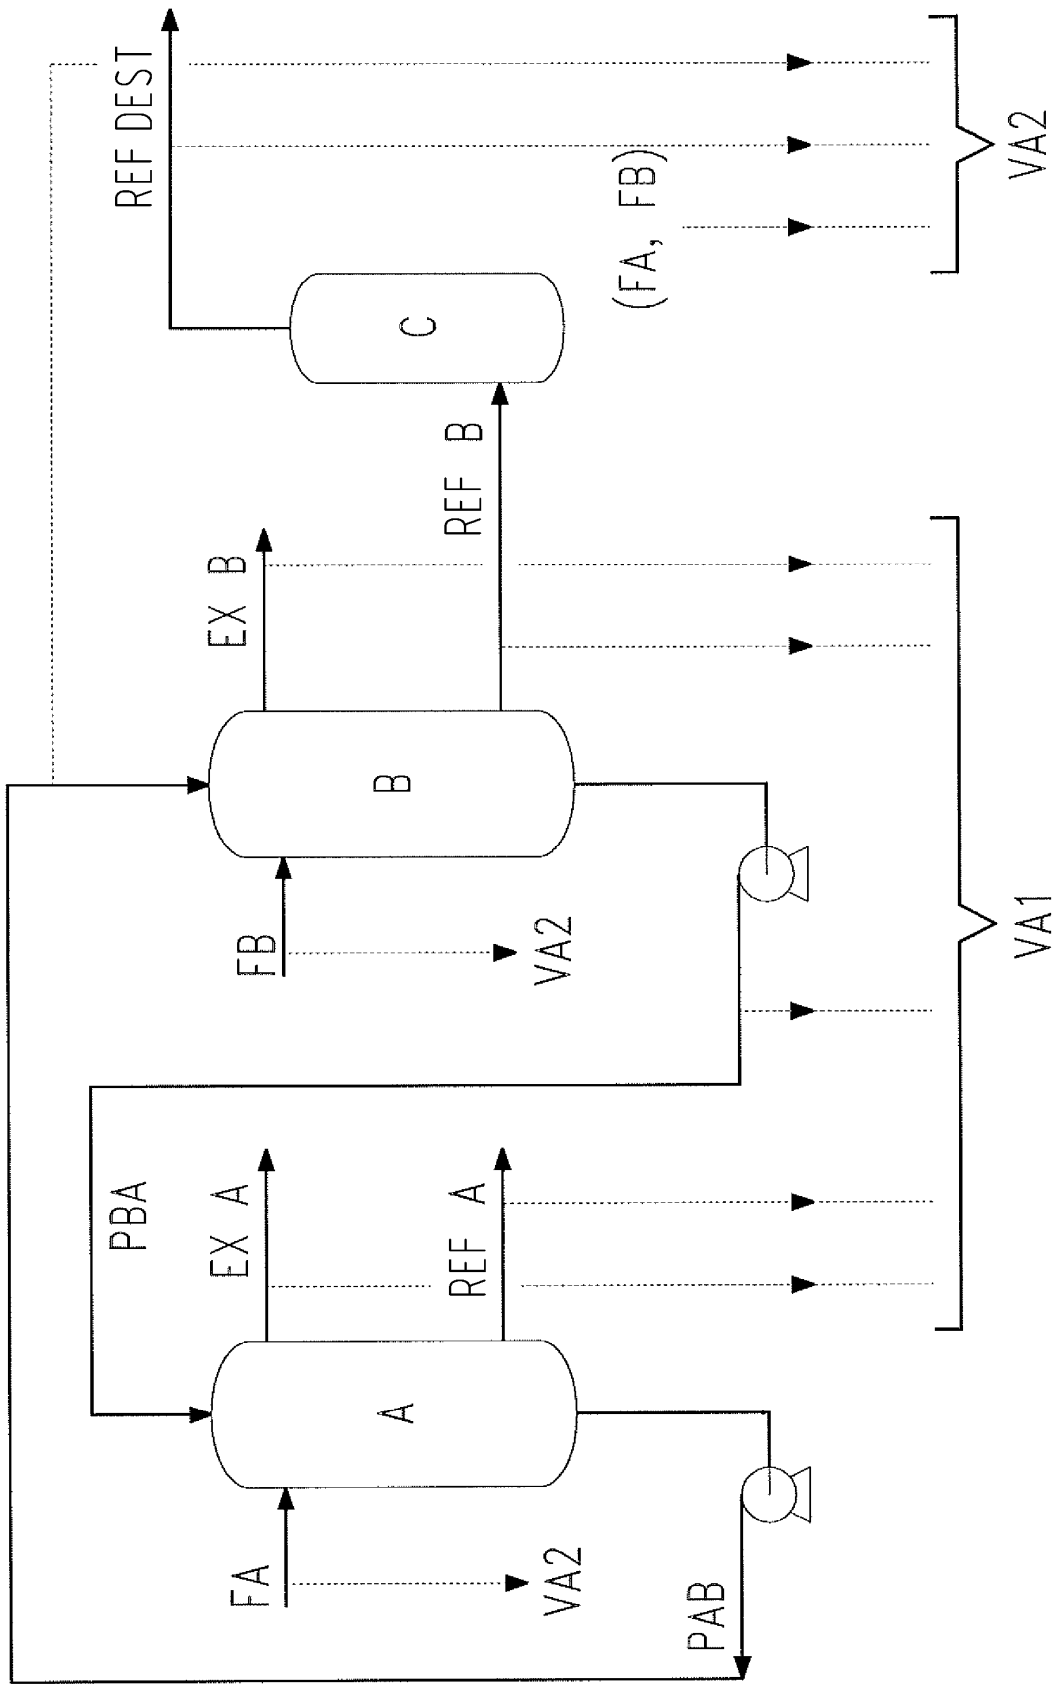 FA
VA2
PAB
A
EX A
REF A
PBA
FB
VA2
B
EX B
REF B
C
REF DEST
(FA, FB)
VA1
VA2